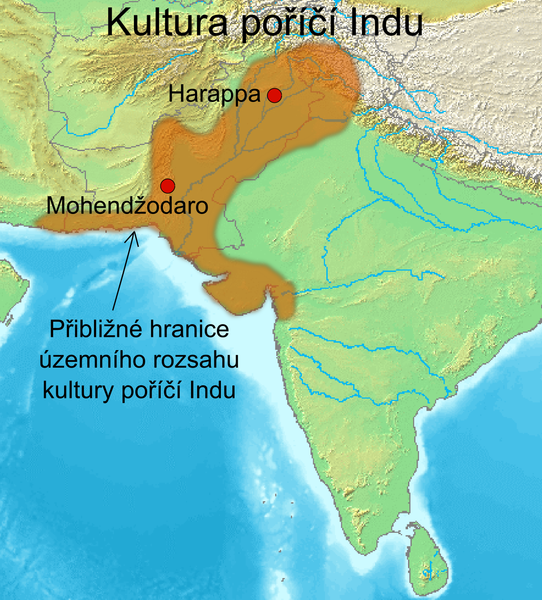 Kultura poříčí Indu
Harappa
Mohendžodaro
Přibližné hranice
územního rozsahu
kultury poříčí Indu